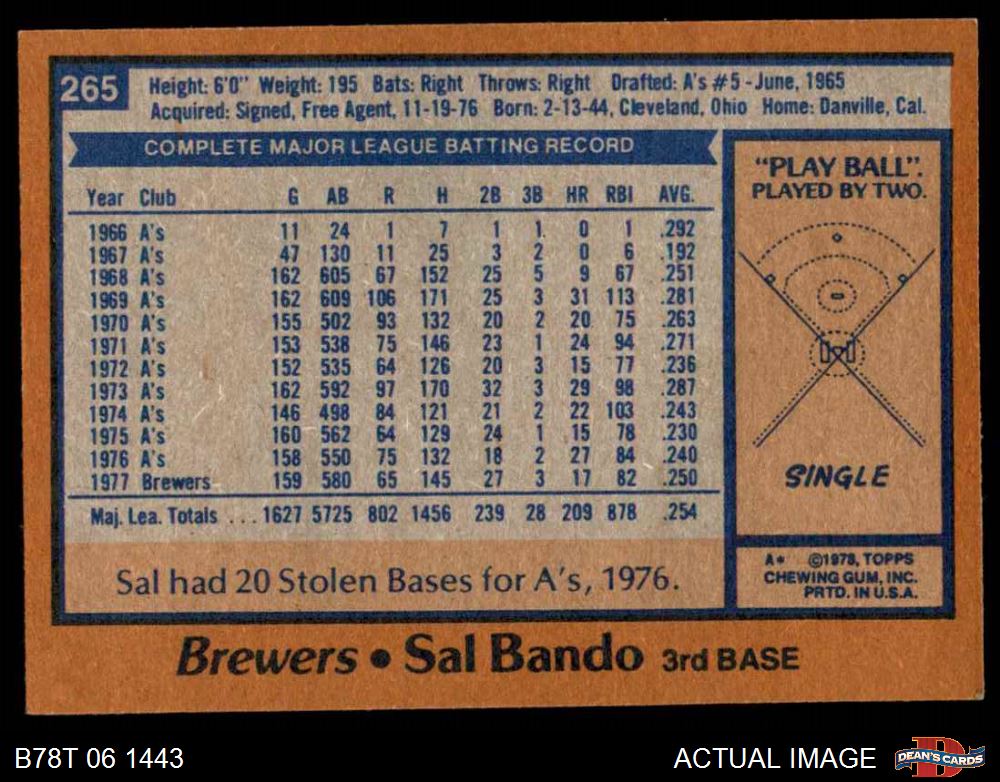 265
Height: 6'0" Weight: 195 Bats: Right Throws: Right Drafted: A's #5 - June, 1965
Acquired: Signed, Free Agent, 11-19-76 Born: 2-13-44, Cleveland, Ohio Home: Danville, Cal.
COMPLETE MAJOR LEAGUE BATTING RECORD
Year Club G AB R H 2B 3B HR RBI AVG.
1966 A's 11 24 1 7 1 1 0 1 .292
1967 A's 47 130 11 25 3 2 0 6 .192
1968 A's 162 605 67 152 25 5 9 67 .251
1969 A's 162 609 106 171 25 3 31 113 .281
1970 A's 155 502 93 132 20 2 20 75 .263
1971 A's 153 538 75 146 23 1 24 94 .271
1972 A's 152 535 64 126 20 3 15 77 .236
1973 A's 162 592 97 170 32 3 29 98 .287
1974 A's 146 498 84 121 21 2 22 103 .243
1975 A's 160 562 64 129 24 1 15 78 .230
1976 A's 158 550 75 132 18 2 27 84 .240
1977 Brewers 159 580 65 145 27 3 17 82 .250
Maj. Lea. Totals ... 1627 5725 802 1456 239 28 209 878 .254
Sal had 20 Stolen Bases for A's, 1976.
"PLAY BALL".
PLAYED BY TWO.
SINGLE
A* ©1978, TOPPS
CHEWING GUM, INC.
PRTD. IN U.S.A.
Brewers • Sal Bando 3rd BASE
B78T 06 1443
ACTUAL IMAGE
D
DEAN'S CARDS